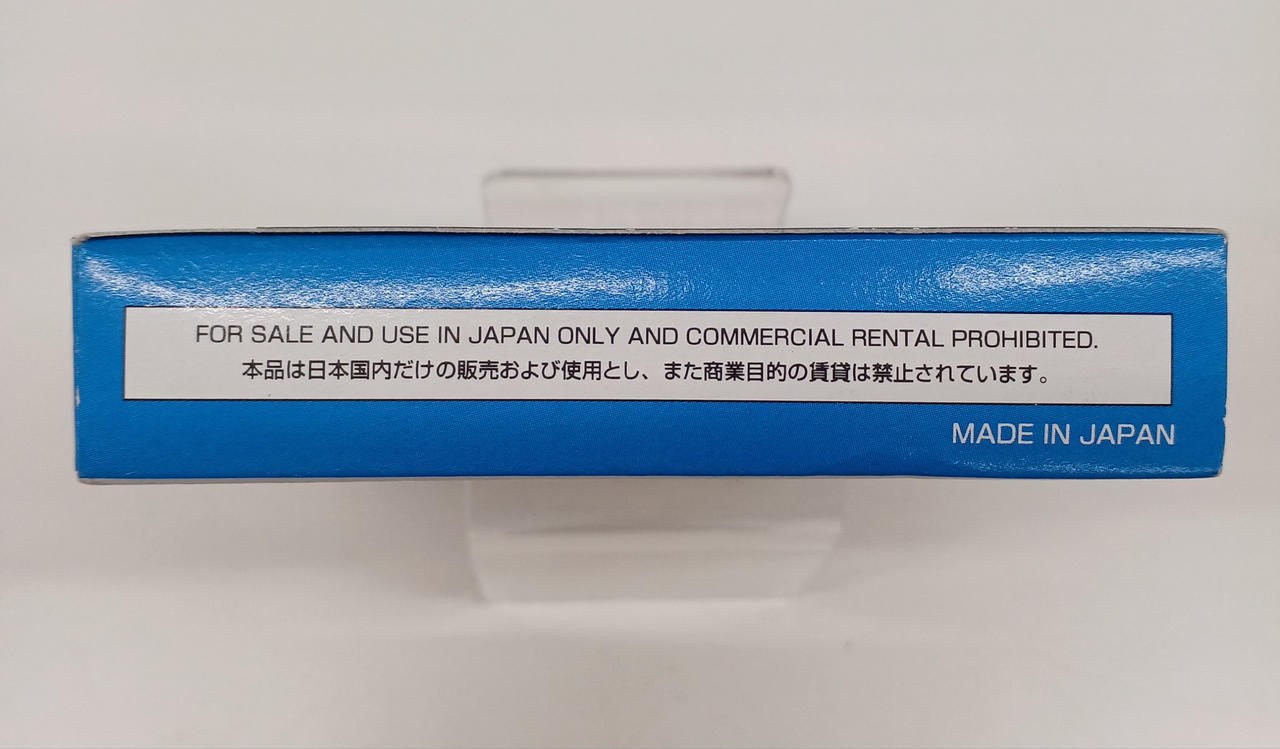 FOR SALE AND USE IN JAPAN ONLY AND COMMERCIAL RENTAL PROHIBITED.
本品は日本国内だけの販売および使用とし、また商業目的の賃貸は禁止されています。
MADE IN JAPAN